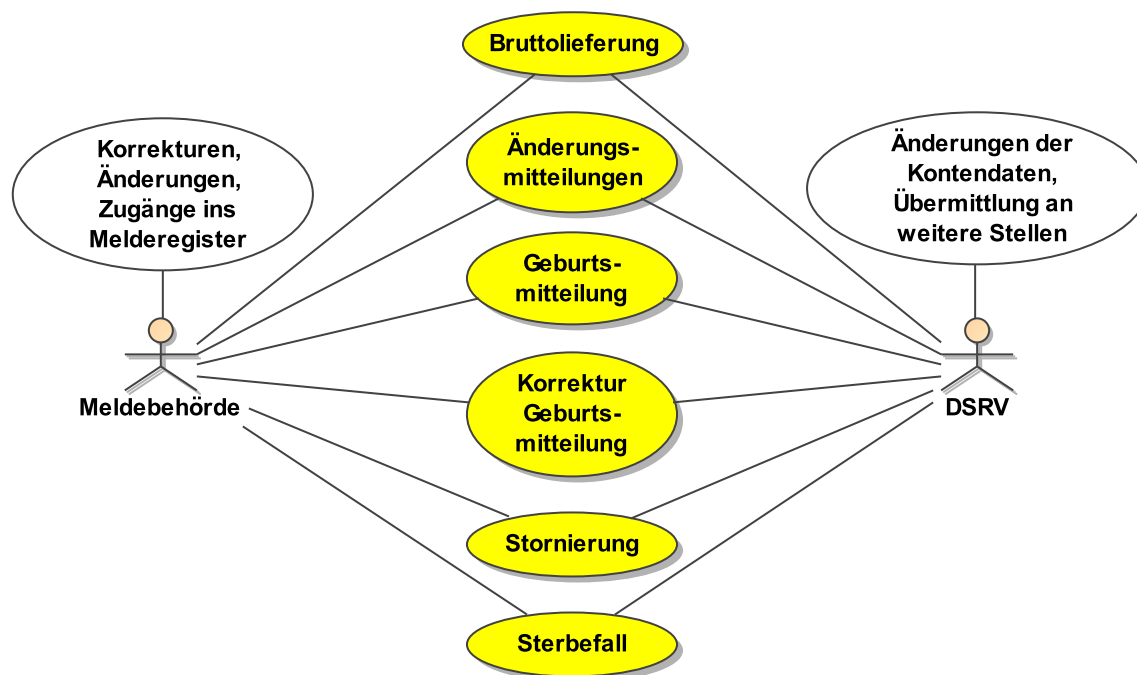 Bruttolieferung
Korrekturen,
Änderungen,
Zugänge ins
Melderegister
Änderungs-
mitteilungen
Änderungen der
Kontendaten,
Übermittlung an
weitere Stellen
Geburts-
mitteilung
Meldebehörde
Korrektur
Geburts-
mitteilung
DSRV
Stornierung
Sterbefall